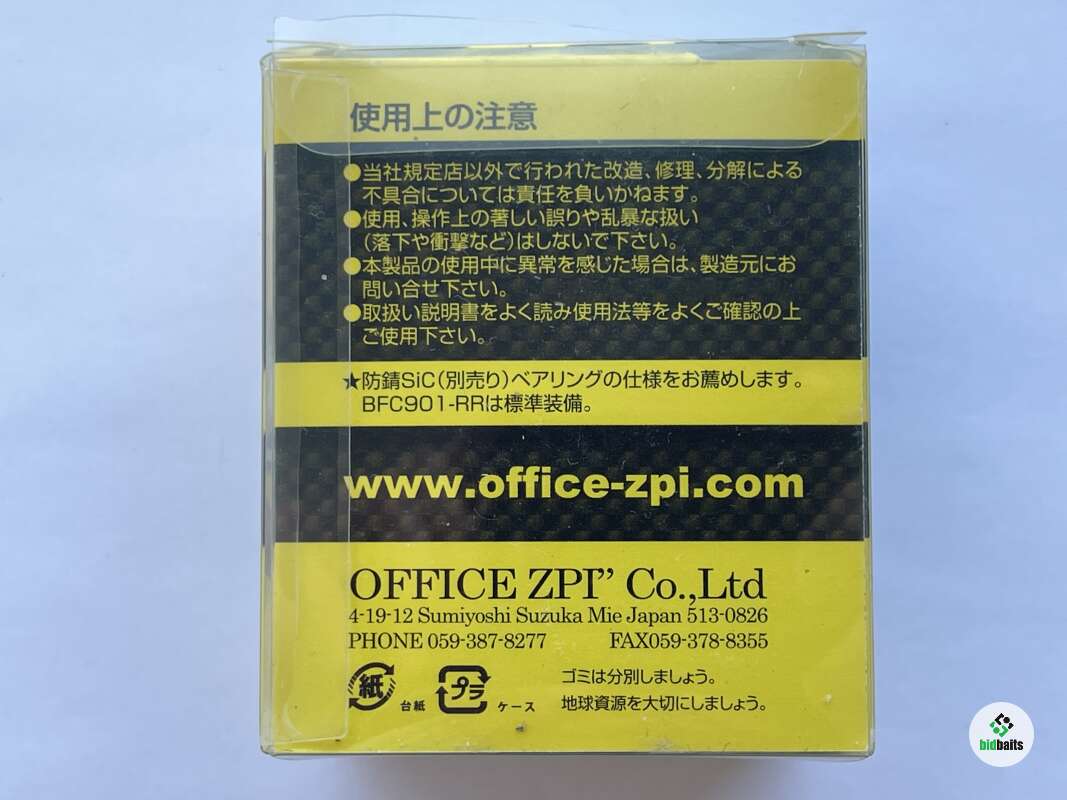 使用上の注意
●当社規定店以外で行われた改造、修理、分解による
不具合については責任を負いかねます。
●使用、操作上の著しい誤りや乱暴な扱い
(落下や衝撃など)はしないで下さい。
●本製品の使用中に異常を感じた場合は、製造元にお
問い合せ下さい。
●取扱い説明書をよく読み使用法等をよくご確認の上
ご使用下さい。
★防錆SiC(別売り)ベアリングの仕様をお薦めします。
BFC901-RRは標準装備。
www.office-zpi.com
OFFICE ZPI” Co.,Ltd
4-19-12 Sumiyoshi Suzuka Mie Japan 513-0826
PHONE 059-387-8277 FAX059-378-8355
紙 台紙 プラ ケース
ゴミは分別しましょう。
地球資源を大切にしましょう。
bidbaits